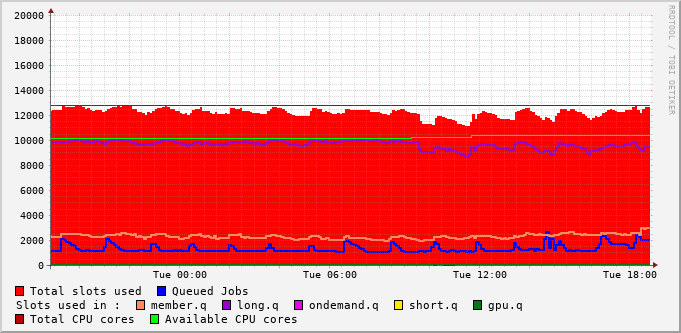 20000
18000
16000
14000
12000
10000
8000
6000
4000
2000
0
Tue 00:00 Tue 06:00 Tue 12:00 Tue 18:00
RRDTOOL / TOBI OETIKER
Total slots used Queued Jobs
Slots used in : member.q long.q ondemand.q short.q gpu.q
Total CPU cores Available CPU cores